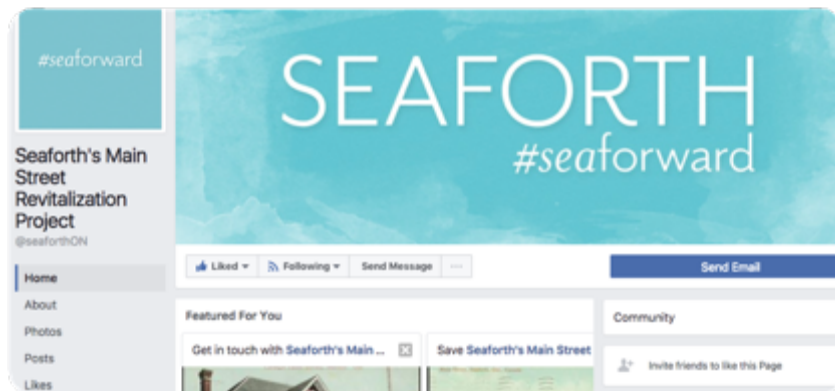 #seaforward
SEAFORTH
#seaforward
Seaforth's Main
Street
Revitalization
Project
@seaforthON
Home
About
Photos
Posts
Likes
Liked
Following
Send Message
...
Send Email
Featured For You
Get in touch with Seaforth's Main ...
Save Seaforth's Main Street
Community
Invite friends to like this Page